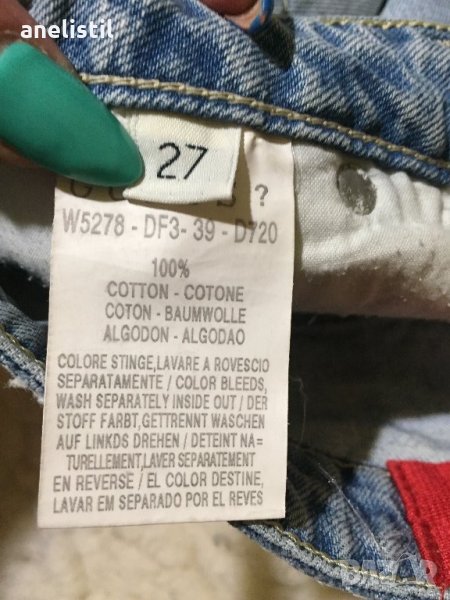 anelistil
27
?
W5278 - DF3- 39 - D720
100%
COTTON - COTONE
COTON - BAUMWOLLE
ALGODON - ALGODAO
COLORE STINGE,LAVARE A ROVESCIO
SEPARATAMENTE / COLOR BLEEDS,
WASH SEPARATELY INSIDE OUT / DER
STOFF FARBT,GETTRENNT WASCHEN
AUF LINKDS DREHEN / DETEINT NA=
TURELLEMENT,LAVER SEPARATEMENT
EN REVERSE / EL COLOR DESTINE,
LAVAR EM SEPARADO POR EL REVES